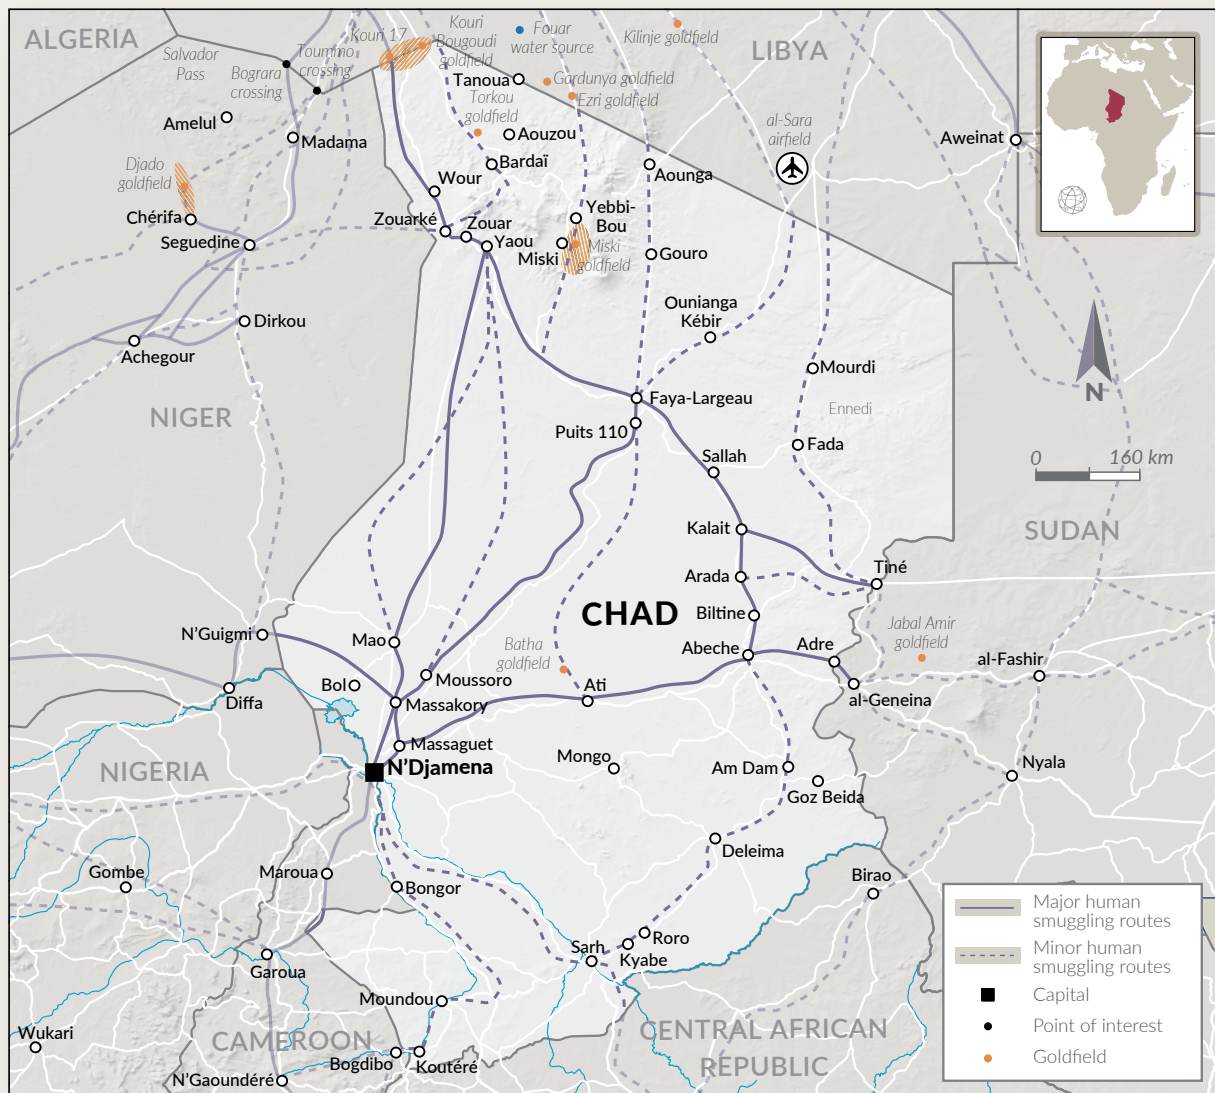 ALGERIA
Salvador
Pass
Bograra
crossing
Toummo
crossing
Kouri 17
Kouri
Bougoudi
goldfield
Fouar
water source
Kilinje goldfield
LIBYA
Tanoua
Gardunya goldfield
Ezri goldfield
Torkou
goldfield
Aouzou
Amelul
Madama
al-Sara
airfield
Aweinat
Bardaï
Aounga
Djado
goldfield
Wour
Chérifa
Zouarké
Zouar
Yaou
Yebbi-
Bou
Miski
Miski
goldfield
Gouro
Seguedine
Ounianga
Kébir
Dirkou
Achegour
Mourdi
N
NIGER
Faya-Largeau
Ennedi
Puits 110
Fada
Sallah
0
160 km
Kalait
SUDAN
Tiné
Arada
CHAD
Biltine
Jabal Amir
goldfield
N'Guigmi
Mao
Batha
goldfield
Abeche
Adre
al-Fashir
Bol
Moussoro
Ati
al-Geneina
Diffa
Massakory
Massaguet
Mongo
Am Dam
Nyala
NIGERIA
N'Djamena
Goz Beida
Deleima
Gombe
Maroua
Bongor
Birao
Roro
Kyabe
Sarh
Garoua
Moundou
Wukari
CAMEROON
CENTRAL AFRICAN
REPUBLIC
Bogdibo
Koutéré
N'Gaoundéré
Major human
smuggling routes
Minor human
smuggling routes
Capital
Point of interest
Goldfield